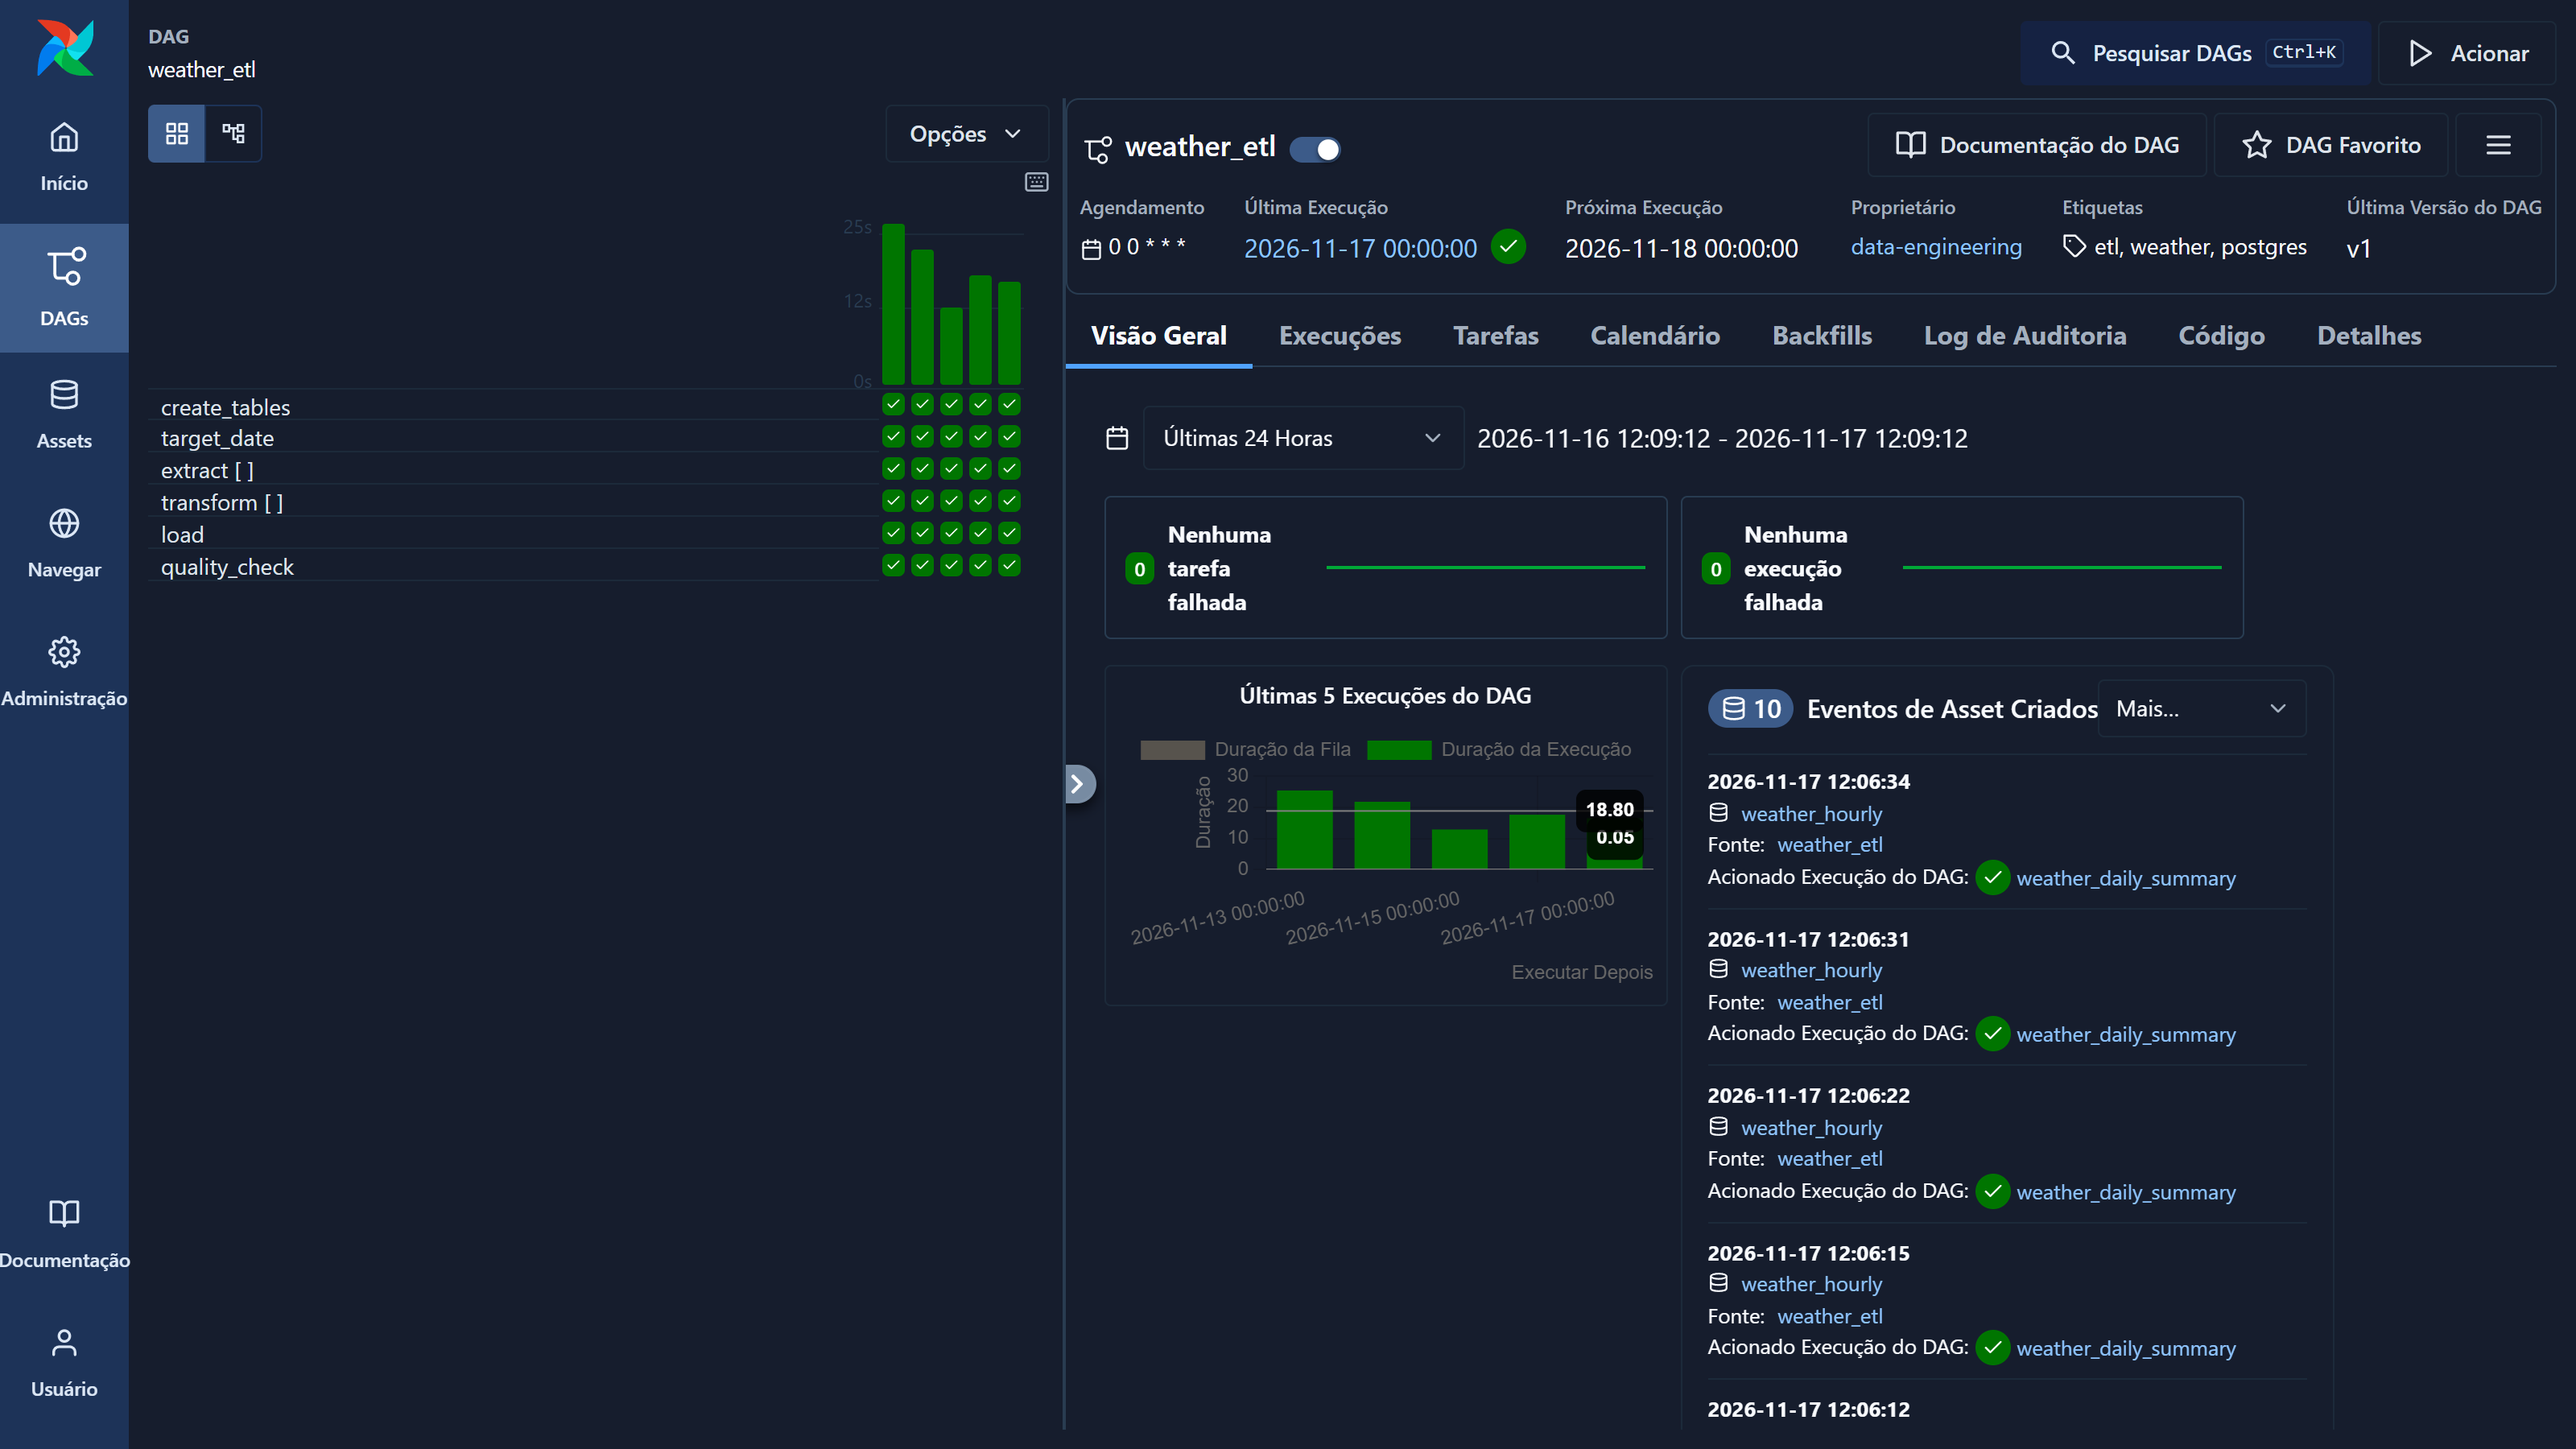 DAG
weather_etl
Pesquisar DAGs Ctrl+K
Acionar
Início
DAGs
Assets
Navegar
Administração
Documentação
Usuário
Opções
25s
12s
0s
create_tables
target_date
extract [ ]
transform [ ]
load
quality_check
weather_etl
Documentação do DAG
DAG Favorito
Agendamento
0 0 * * *
Última Execução
2026-11-17 00:00:00
Próxima Execução
2026-11-18 00:00:00
Proprietário
data-engineering
Etiquetas
etl, weather, postgres
Última Versão do DAG
v1
Visão Geral
Execuções
Tarefas
Calendário
Backfills
Log de Auditoria
Código
Detalhes
Últimas 24 Horas
2026-11-16 12:09:12 - 2026-11-17 12:09:12
0
Nenhuma
tarefa
falhada
0
Nenhuma
execução
falhada
Últimas 5 Execuções do DAG
Duração da Fila
Duração da Execução
Duração
30
20
10
0
18.80
0.05
2026-11-13 00:00:00
2026-11-15 00:00:00
2026-11-17 00:00:00
Executar Depois
10 Eventos de Asset Criados
Mais...
2026-11-17 12:06:34
weather_hourly
Fonte: weather_etl
Acionado Execução do DAG: weather_daily_summary
2026-11-17 12:06:31
weather_hourly
Fonte: weather_etl
Acionado Execução do DAG: weather_daily_summary
2026-11-17 12:06:22
weather_hourly
Fonte: weather_etl
Acionado Execução do DAG: weather_daily_summary
2026-11-17 12:06:15
weather_hourly
Fonte: weather_etl
Acionado Execução do DAG: weather_daily_summary
2026-11-17 12:06:12